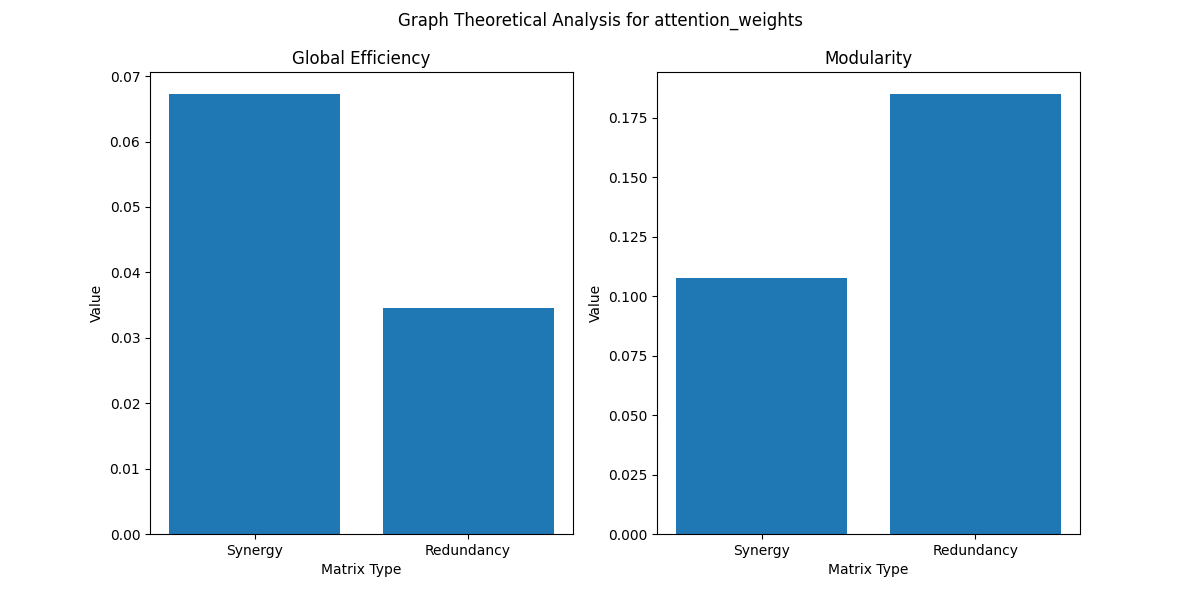 Graph Theoretical Analysis for attention_weights
Global Efficiency
0.07
0.06
0.05
0.04
0.03
0.02
0.01
0.00
Value
Synergy
Redundancy
Matrix Type
Modularity
0.175
0.150
0.125
0.100
0.075
0.050
0.025
0.000
Value
Synergy
Redundancy
Matrix Type